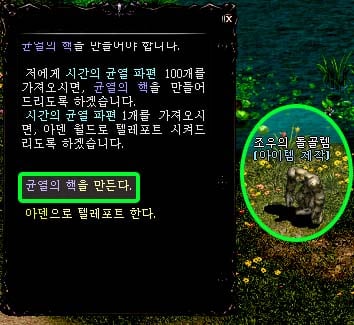 균열의 핵을 만들어야 합니다.
저에게 시간의 균열 파편 100개를
가져오시면, 균열의 핵을 만들어
드리도록 하겠습니다.
시간의 균열 파편 1개를 가져오시
면, 아덴 월드로 텔레포트 시켜드
리도록 하겠습니다.
균열의 핵을 만든다.
아덴으로 텔레포트 한다.
조우의 돌골렘
(아이템 제작)